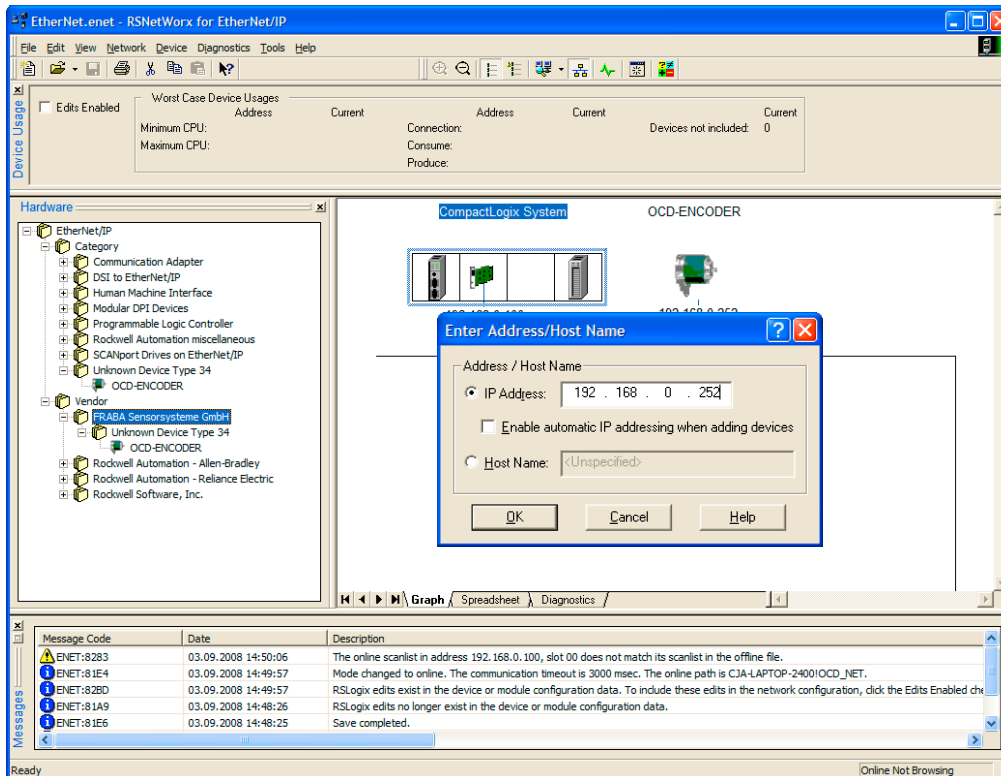 EtherNet.enet - RSNetWorx for EtherNet/IP
File Edit View Network Device Diagnostics Tools Help
Device Usage
Edits Enabled
Worst Case Device Usages
Address Current Address Current Current
Minimum CPU: Connection: Devices not included: 0
Maximum CPU: Consume:
Produce:
Hardware
EtherNet/IP
Category
Communication Adapter
DSI to EtherNet/IP
Human Machine Interface
Modular DPI Devices
Programmable Logic Controller
Rockwell Automation miscellaneous
SCANport Drives on EtherNet/IP
Unknown Device Type 34
OCD-ENCODER
Vendor
FRABA Sensorsysteme GmbH
Unknown Device Type 34
OCD-ENCODER
Rockwell Automation - Allen-Bradley
Rockwell Automation - Reliance Electric
Rockwell Software, Inc.
CompactLogix System OCD-ENCODER
192.168.0.100 192.168.0.252
Enter Address/Host Name
Address / Host Name
IP Address: 192 . 168 . 0 . 252
Enable automatic IP addressing when adding devices
Host Name: <Unspecified>
OK Cancel Help
Graph Spreadsheet Diagnostics
Messages
Message Code Date Description
ENET:8283 03.09.2008 14:50:06 The online scanlist in address 192.168.0.100, slot 00 does not match its scanlist in the offline file.
ENET:81E4 03.09.2008 14:49:57 Mode changed to online. The communication timeout is 3000 msec. The online path is CJA-LAPTOP-2400!OCD_NET.
ENET:82BD 03.09.2008 14:49:57 RSLogix edits exist in the device or module configuration data. To include these edits in the network configuration, click the Edits Enabled che
ENET:81A9 03.09.2008 14:48:26 RSLogix edits no longer exist in the device or module configuration data.
ENET:81E6 03.09.2008 14:48:25 Save completed.
Ready Online Not Browsing